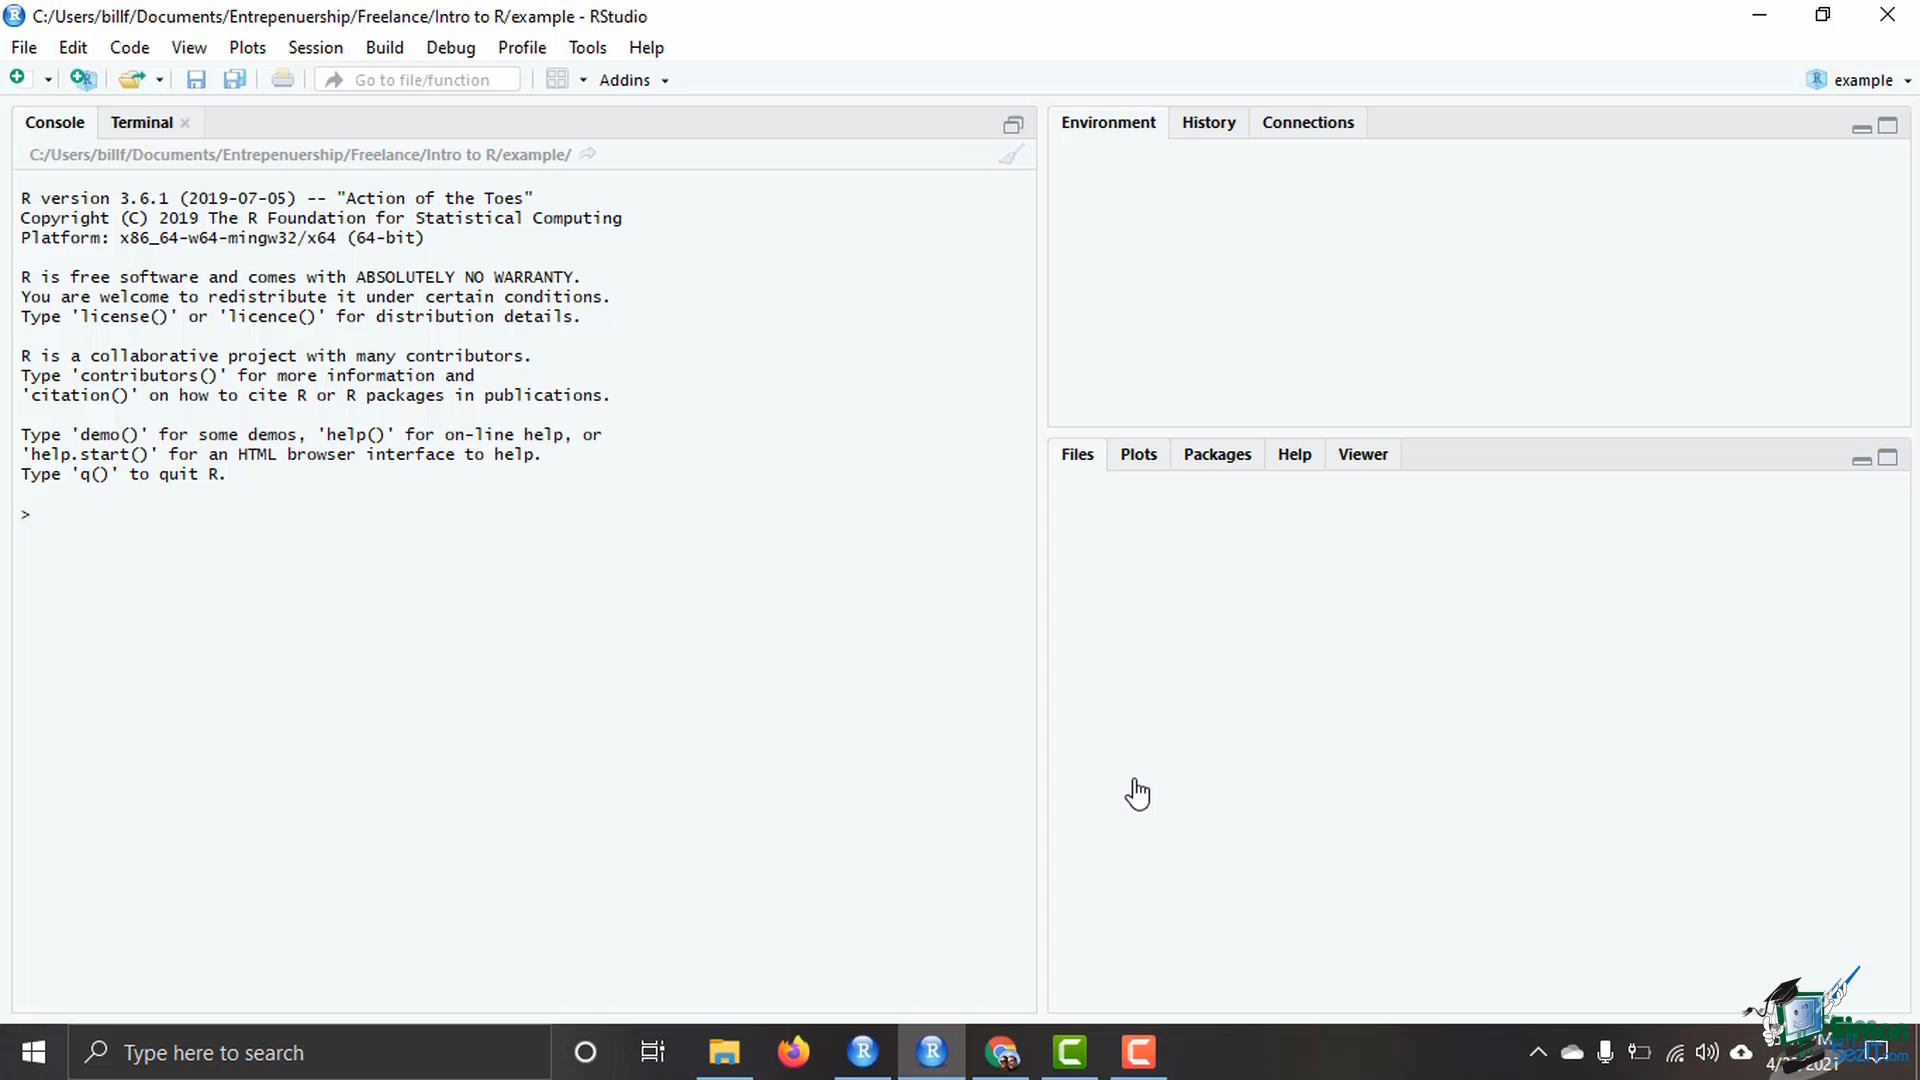 C:/Users/billf/Documents/Entrepenuership/Freelance/Intro to R/example - RStudio
File Edit Code View Plots Session Build Debug Profile Tools Help
Go to file/function Addins example
Console Terminal
C:/Users/billf/Documents/Entrepenuership/Freelance/Intro to R/example/
R version 3.6.1 (2019-07-05) -- "Action of the Toes"
Copyright (C) 2019 The R Foundation for Statistical Computing
Platform: x86_64-w64-mingw32/x64 (64-bit)
R is free software and comes with ABSOLUTELY NO WARRANTY.
You are welcome to redistribute it under certain conditions.
Type 'license()' or 'licence()' for distribution details.
R is a collaborative project with many contributors.
Type 'contributors()' for more information and
'citation()' on how to cite R or R packages in publications.
Type 'demo()' for some demos, 'help()' for on-line help, or
'help.start()' for an HTML browser interface to help.
Type 'q()' to quit R.
>
Environment History Connections
Files Plots Packages Help Viewer
Type here to search
Simon
SezIT.com